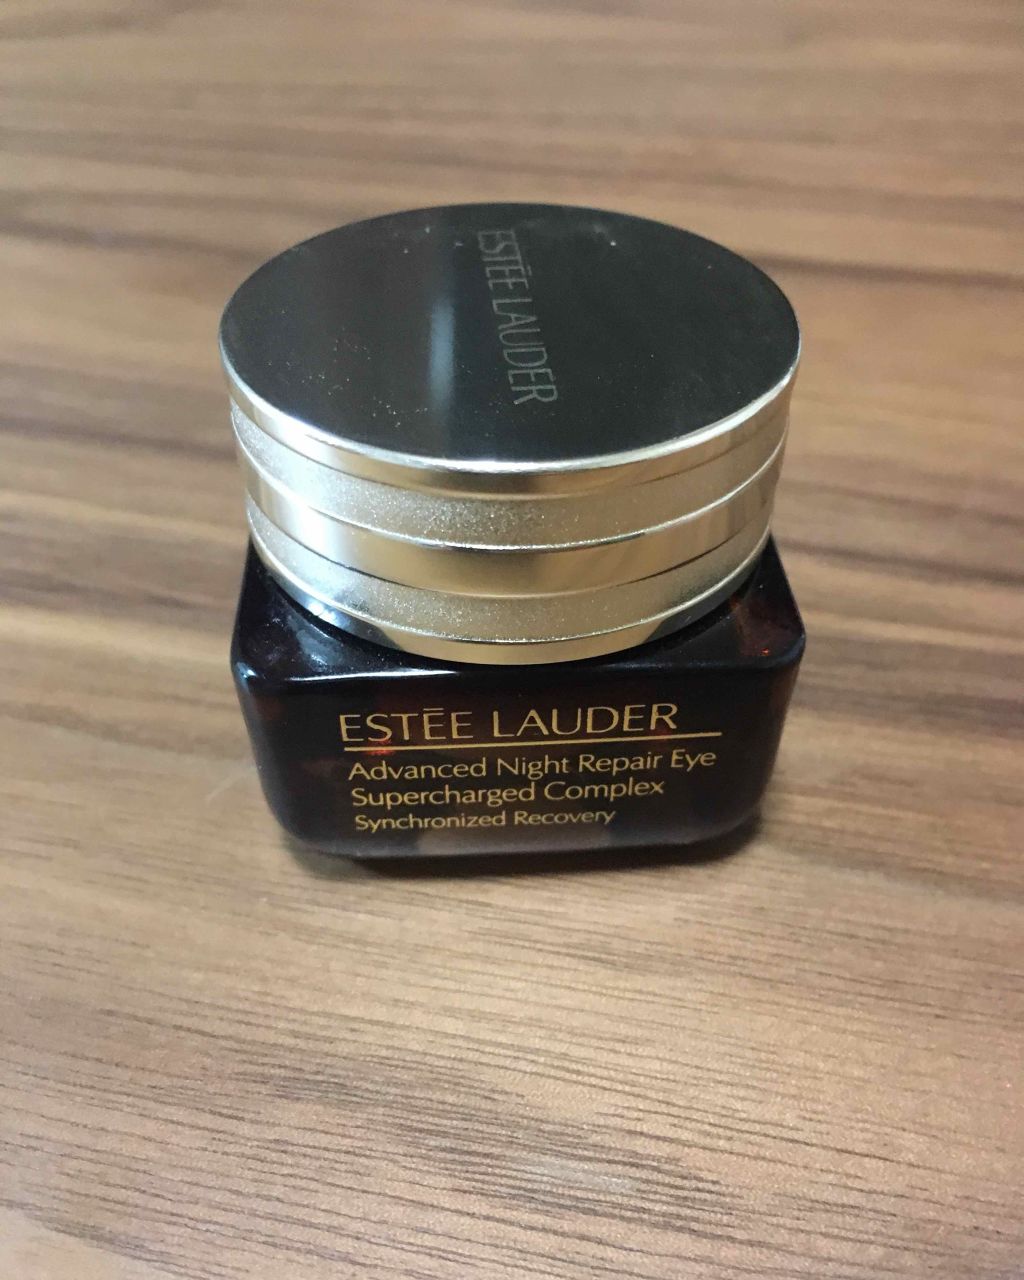 ESTĒE LAUDER
ESTĒE LAUDER
Advanced Night Repair Eye
Supercharged Complex
Synchronized Recovery